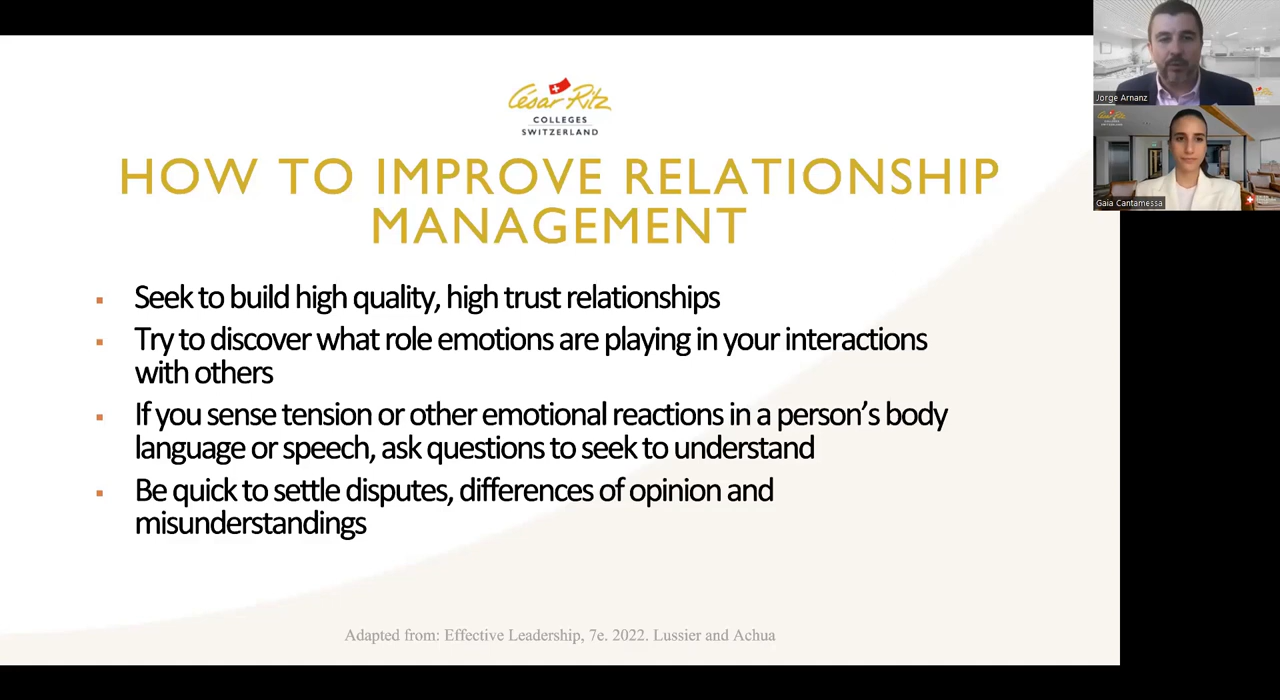 César Ritz
COLLEGES
SWITZERLAND
HOW TO IMPROVE RELATIONSHIP
MANAGEMENT
▪ Seek to build high quality, high trust relationships
▪ Try to discover what role emotions are playing in your interactions
with others
▪ If you sense tension or other emotional reactions in a person’s body
language or speech, ask questions to seek to understand
▪ Be quick to settle disputes, differences of opinion and
misunderstandings
Adapted from: Effective Leadership, 7e. 2022. Lussier and Achua
Jorge Arnanz
César Ritz
Gaia Cantamessa